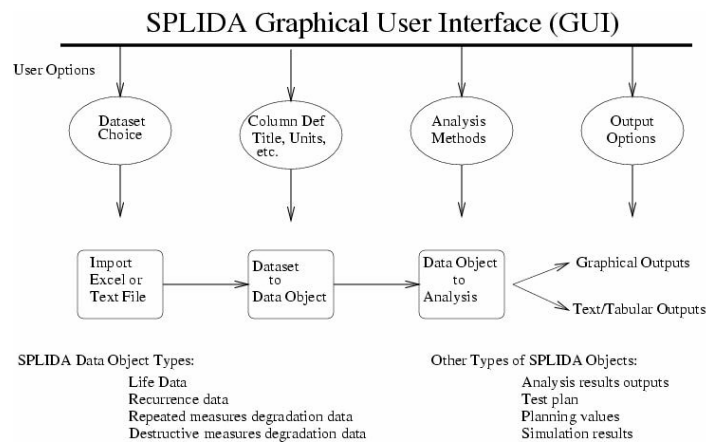 SPLIDA Graphical User Interface (GUI)
User Options
Dataset
Choice
Column Def
Title, Units,
etc.
Analysis
Methods
Output
Options
Import
Excel or
Text File
Dataset
to
Data Object
Data Object
to
Analysis
Graphical Outputs
Text/Tabular Outputs
SPLIDA Data Object Types:
Life Data
Recurrence data
Repeated measures degradation data
Destructive measures degradation data
Other Types of SPLIDA Objects:
Analysis results outputs
Test plan
Planning values
Simulation results